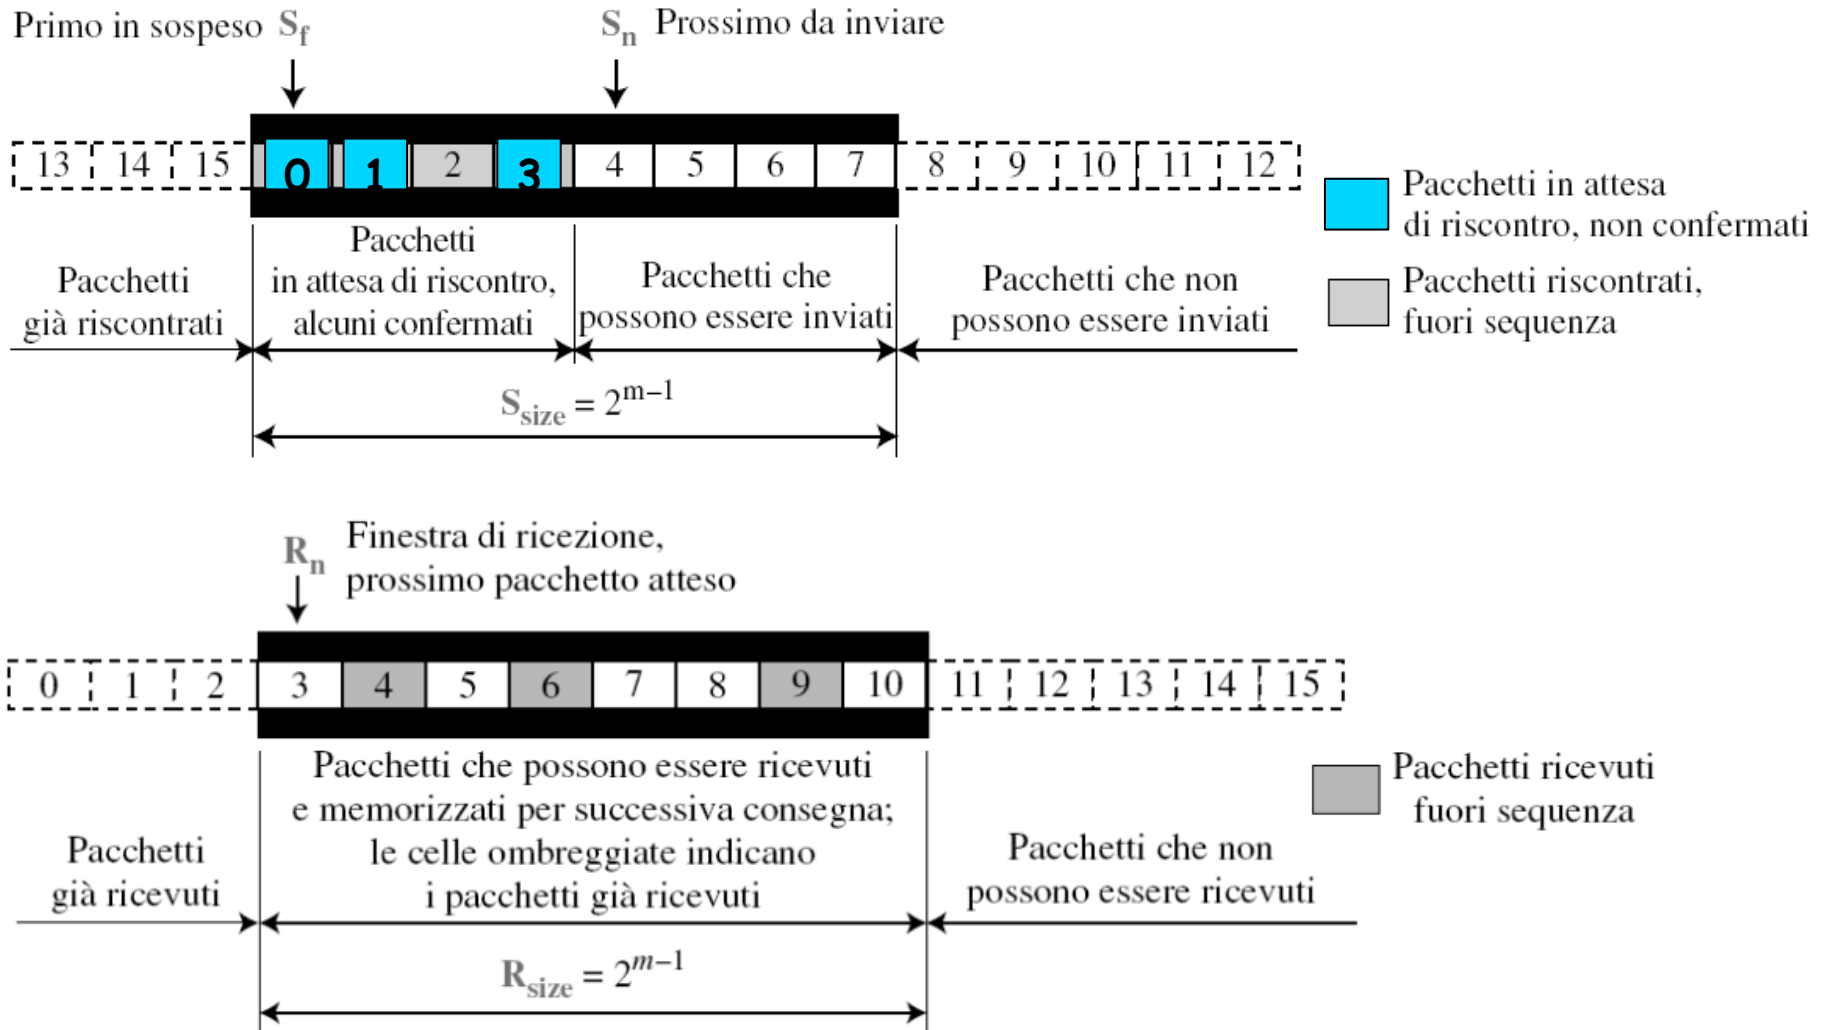 Primo in sospeso S_f
S_n Prossimo da inviare
13 14 15 0 1 2 3 4 5 6 7 8 9 10 11 12
Pacchetti in attesa
di riscontro, non confermati
Pacchetti riscontrati,
fuori sequenza
Pacchetti
già riscontrati
Pacchetti
in attesa di riscontro,
alcuni confermati
Pacchetti che
possono essere inviati
Pacchetti che non
possono essere inviati
S_size = 2^m–1
R_n Finestra di ricezione,
prossimo pacchetto atteso
0 1 2 3 4 5 6 7 8 9 10 11 12 13 14 15
Pacchetti ricevuti
fuori sequenza
Pacchetti
già ricevuti
Pacchetti che possono essere ricevuti
e memorizzati per successiva consegna;
le celle ombreggiate indicano
i pacchetti già ricevuti
Pacchetti che non
possono essere ricevuti
R_size = 2^m–1